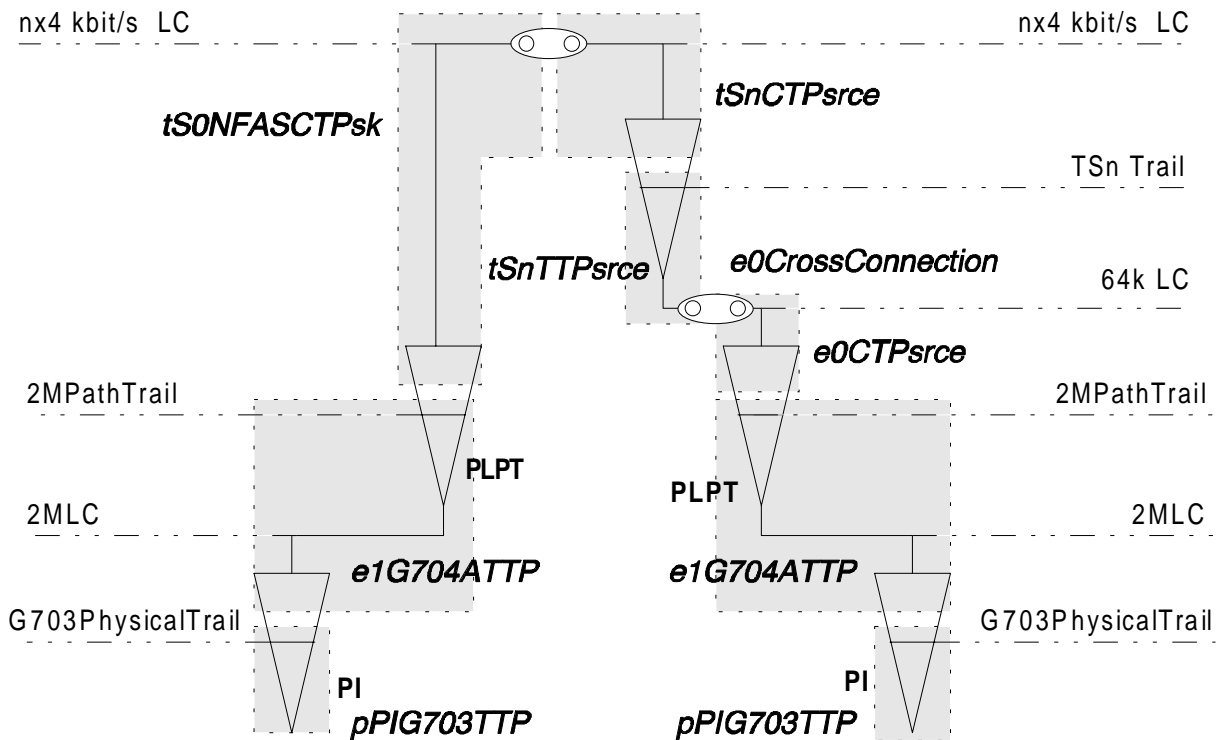 nx4 kbit/s LC
nx4 kbit/s LC
tSnCTPsrce
tS0NFASCTPsk
TSn Trail
tSnTTPsrce
e0CrossConnection
64k LC
e0CTPsrce
2MPathTrail
2MPathTrail
PLPT
PLPT
2MLC
2MLC
e1G704ATTP
e1G704ATTP
G703PhysicalTrail
G703PhysicalTrail
PI
PI
pPIG703TTP
pPIG703TTP